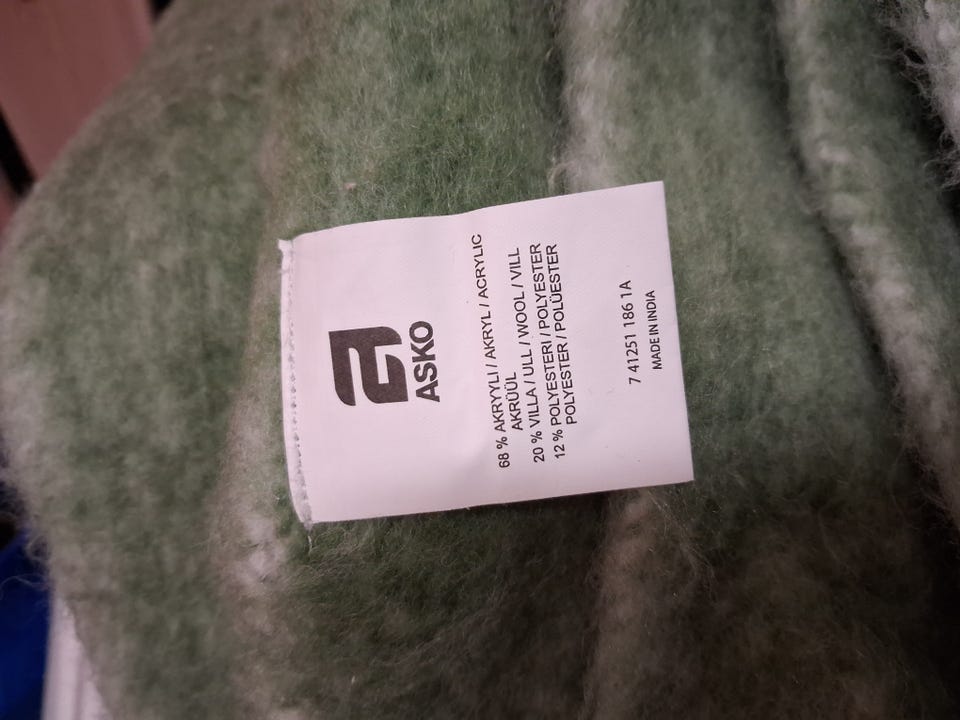 ASKO
68 % AKRYYLI / AKRYL / ACRYLIC
AKRÜÜL
20 % VILLA / ULL / WOOL / VILL
12 % POLYESTERI / POLYESTER
POLYESTER / POLÜESTER
7 41251 186 1A
MADE IN INDIA